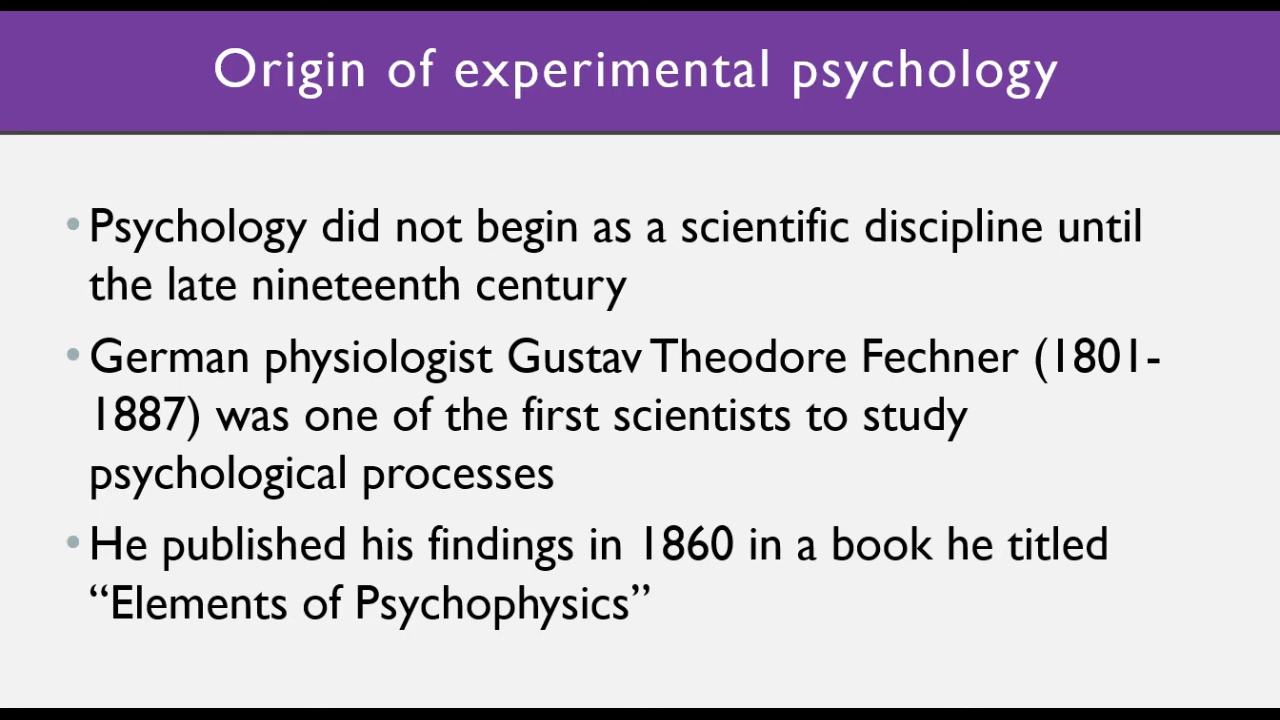 Origin of experimental psychology
• Psychology did not begin as a scientific discipline until
the late nineteenth century
• German physiologist Gustav Theodore Fechner (1801-
1887) was one of the first scientists to study
psychological processes
• He published his findings in 1860 in a book he titled
“Elements of Psychophysics”